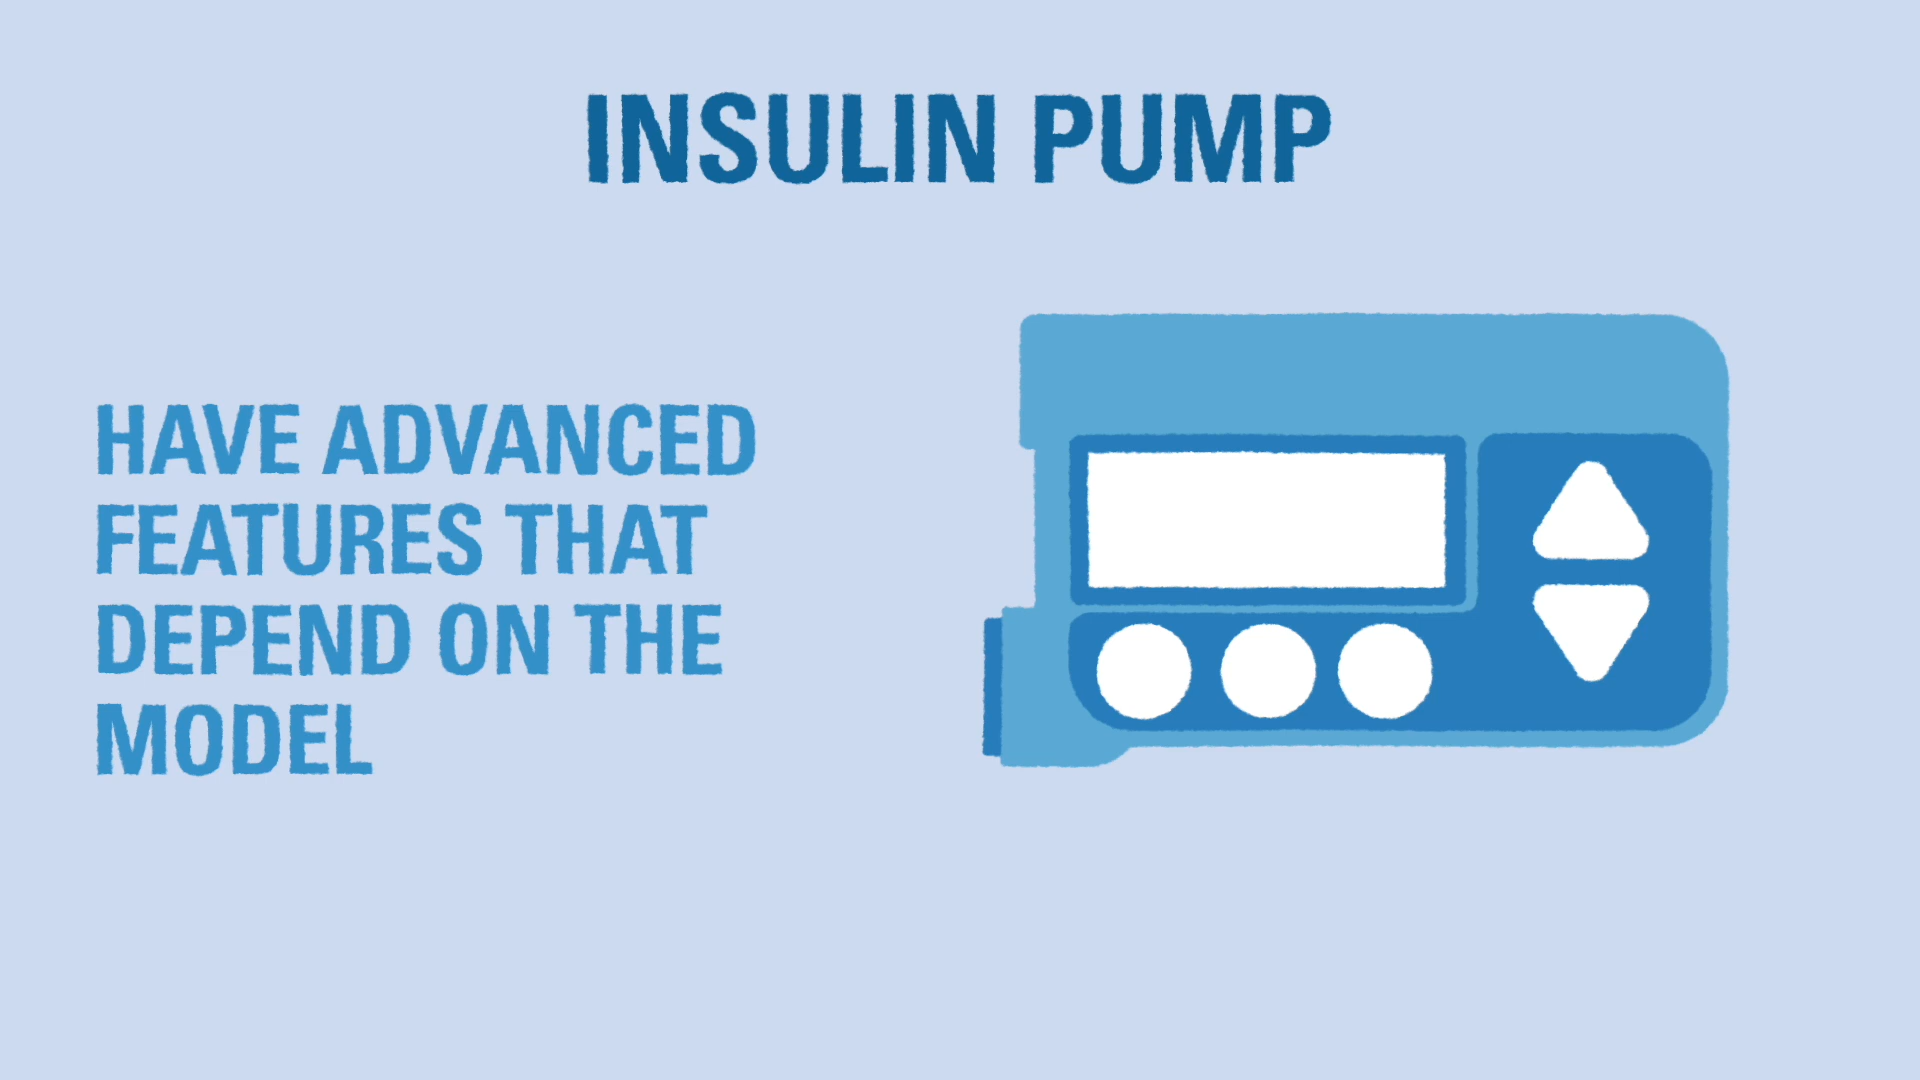 INSULIN PUMP
HAVE ADVANCED
FEATURES THAT
DEPEND ON THE
MODEL